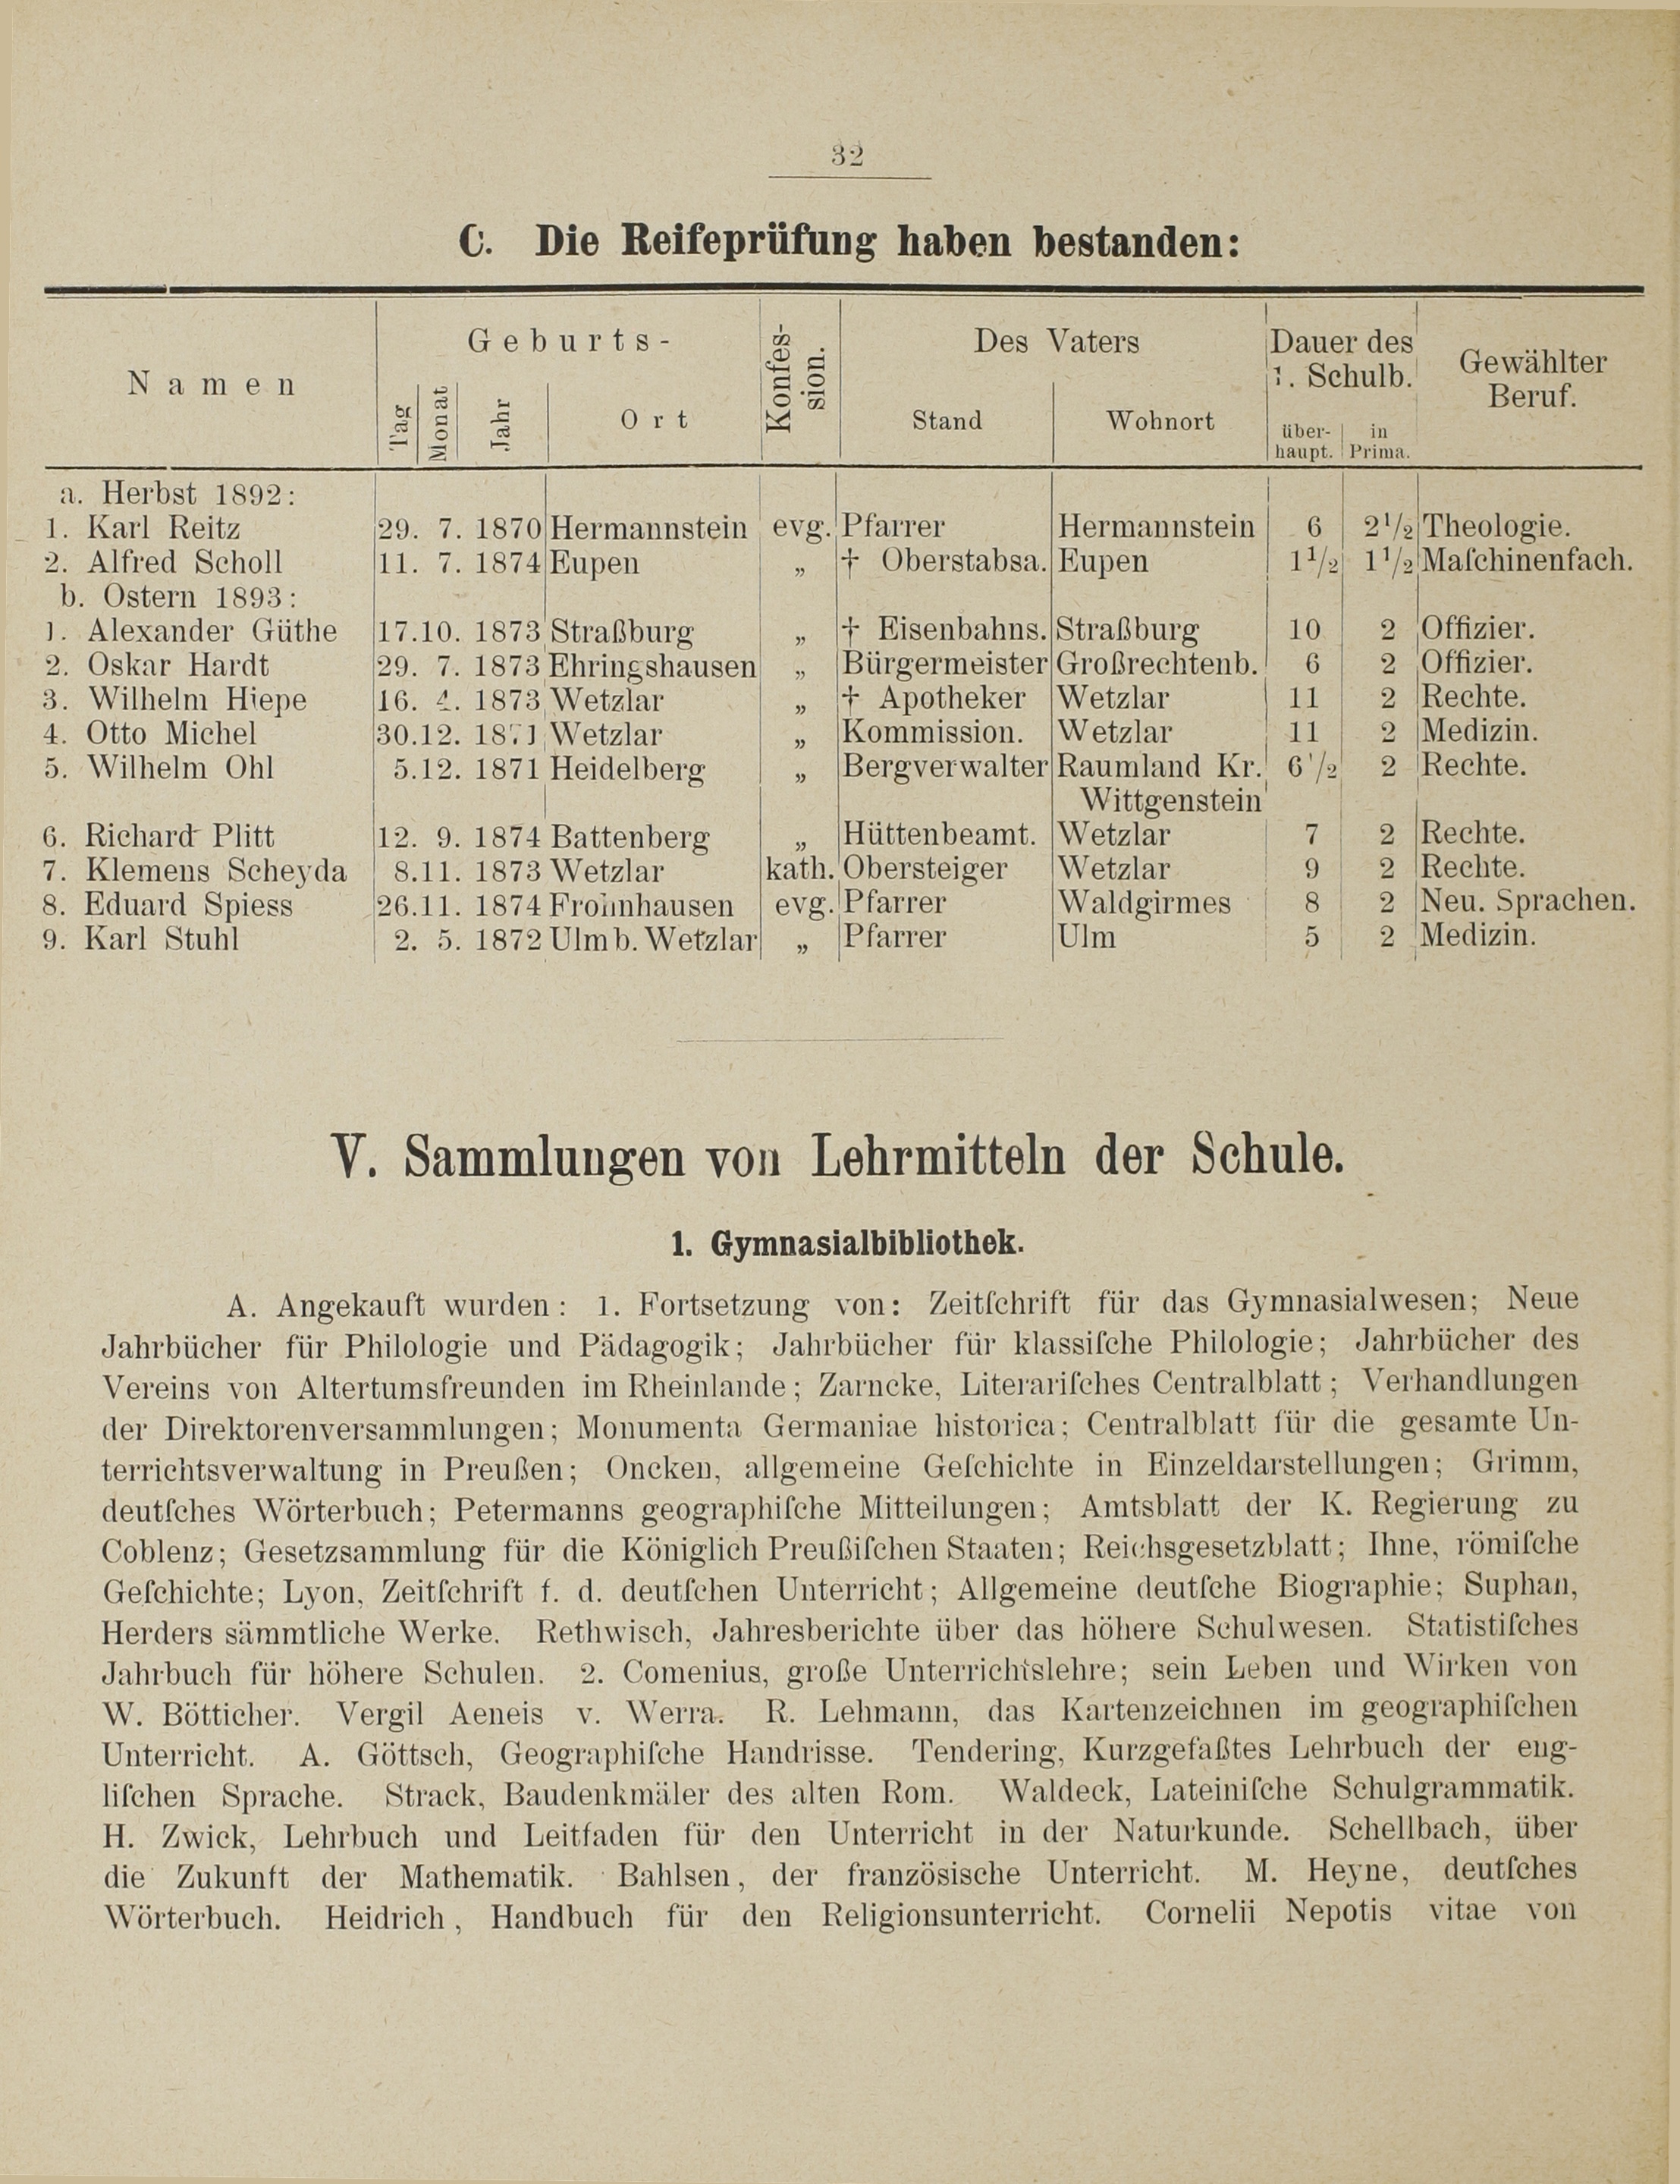 32
C. Die Reifeprüfung haben bestanden:
Namen Geburts- Konfes-sion. Des Vaters Dauer des 1. Schulb. Gewählter Beruf.
Tag Monat Jahr Ort Stand Wohnort über-haupt. in Prima.
a. Herbst 1892:
1. Karl Reitz 29. 7. 1870 Hermannstein evg. Pfarrer Hermannstein 6 2 1/2 Theologie.
2. Alfred Scholl 11. 7. 1874 Eupen „ † Oberstabsa. Eupen 1 1/2 1 1/2 Maſchinenfach.
b. Ostern 1893:
1. Alexander Güthe 17.10. 1873 Straßburg „ † Eisenbahns. Straßburg 10 2 Offizier.
2. Oskar Hardt 29. 7. 1873 Ehringshausen „ Bürgermeister Großrechtenb. 6 2 Offizier.
3. Wilhelm Hiepe 16. 4. 1873 Wetzlar „ † Apotheker Wetzlar 11 2 Rechte.
4. Otto Michel 30.12. 1871 Wetzlar „ Kommission. Wetzlar 11 2 Medizin.
5. Wilhelm Ohl 5.12. 1871 Heidelberg „ Bergverwalter Raumland Kr. 6 1/2 2 Rechte.
Wittgenstein
6. Richard Plitt 12. 9. 1874 Battenberg „ Hüttenbeamt. Wetzlar 7 2 Rechte.
7. Klemens Scheyda 8.11. 1873 Wetzlar kath. Obersteiger Wetzlar 9 2 Rechte.
8. Eduard Spiess 26.11. 1874 Frohnhausen evg. Pfarrer Waldgirmes 8 2 Neu. Sprachen.
9. Karl Stuhl 2. 5. 1872 Ulm b. Wetzlar „ Pfarrer Ulm 5 2 Medizin.
V. Sammlungen von Lehrmitteln der Schule.
1. Gymnasialbibliothek.
A. Angekauft wurden: 1. Fortsetzung von: Zeitſchrift für das Gymnasialwesen; Neue
Jahrbücher für Philologie und Pädagogik; Jahrbücher für klassiſche Philologie; Jahrbücher des
Vereins von Altertumsfreunden im Rheinlande; Zarncke, Literariſches Centralblatt; Verhandlungen
der Direktorenversammlungen; Monumenta Germaniae historica; Centralblatt für die gesamte Un-
terrichtsverwaltung in Preußen; Oncken, allgemeine Geſchichte in Einzeldarstellungen; Grimm,
deutſches Wörterbuch; Petermanns geographiſche Mitteilungen; Amtsblatt der K. Regierung zu
Coblenz; Gesetzsammlung für die Königlich Preußiſchen Staaten; Reichsgesetzblatt; Ihne, römiſche
Geſchichte; Lyon, Zeitſchrift f. d. deutſchen Unterricht; Allgemeine deutſche Biographie; Suphan,
Herders sämmtliche Werke. Rethwisch, Jahresberichte über das höhere Schulwesen. Statistiſches
Jahrbuch für höhere Schulen. 2. Comenius, große Unterrichtslehre; sein Leben und Wirken von
W. Bötticher. Vergil Aeneis v. Werra. R. Lehmann, das Kartenzeichnen im geographiſchen
Unterricht. A. Göttsch, Geographiſche Handrisse. Tendering, Kurzgefaßtes Lehrbuch der eng-
liſchen Sprache. Strack, Baudenkmäler des alten Rom. Waldeck, Lateiniſche Schulgrammatik.
H. Zwick, Lehrbuch und Leitfaden für den Unterricht in der Naturkunde. Schellbach, über
die Zukunft der Mathematik. Bahlsen, der französische Unterricht. M. Heyne, deutſches
Wörterbuch. Heidrich, Handbuch für den Religionsunterricht. Cornelii Nepotis vitae von